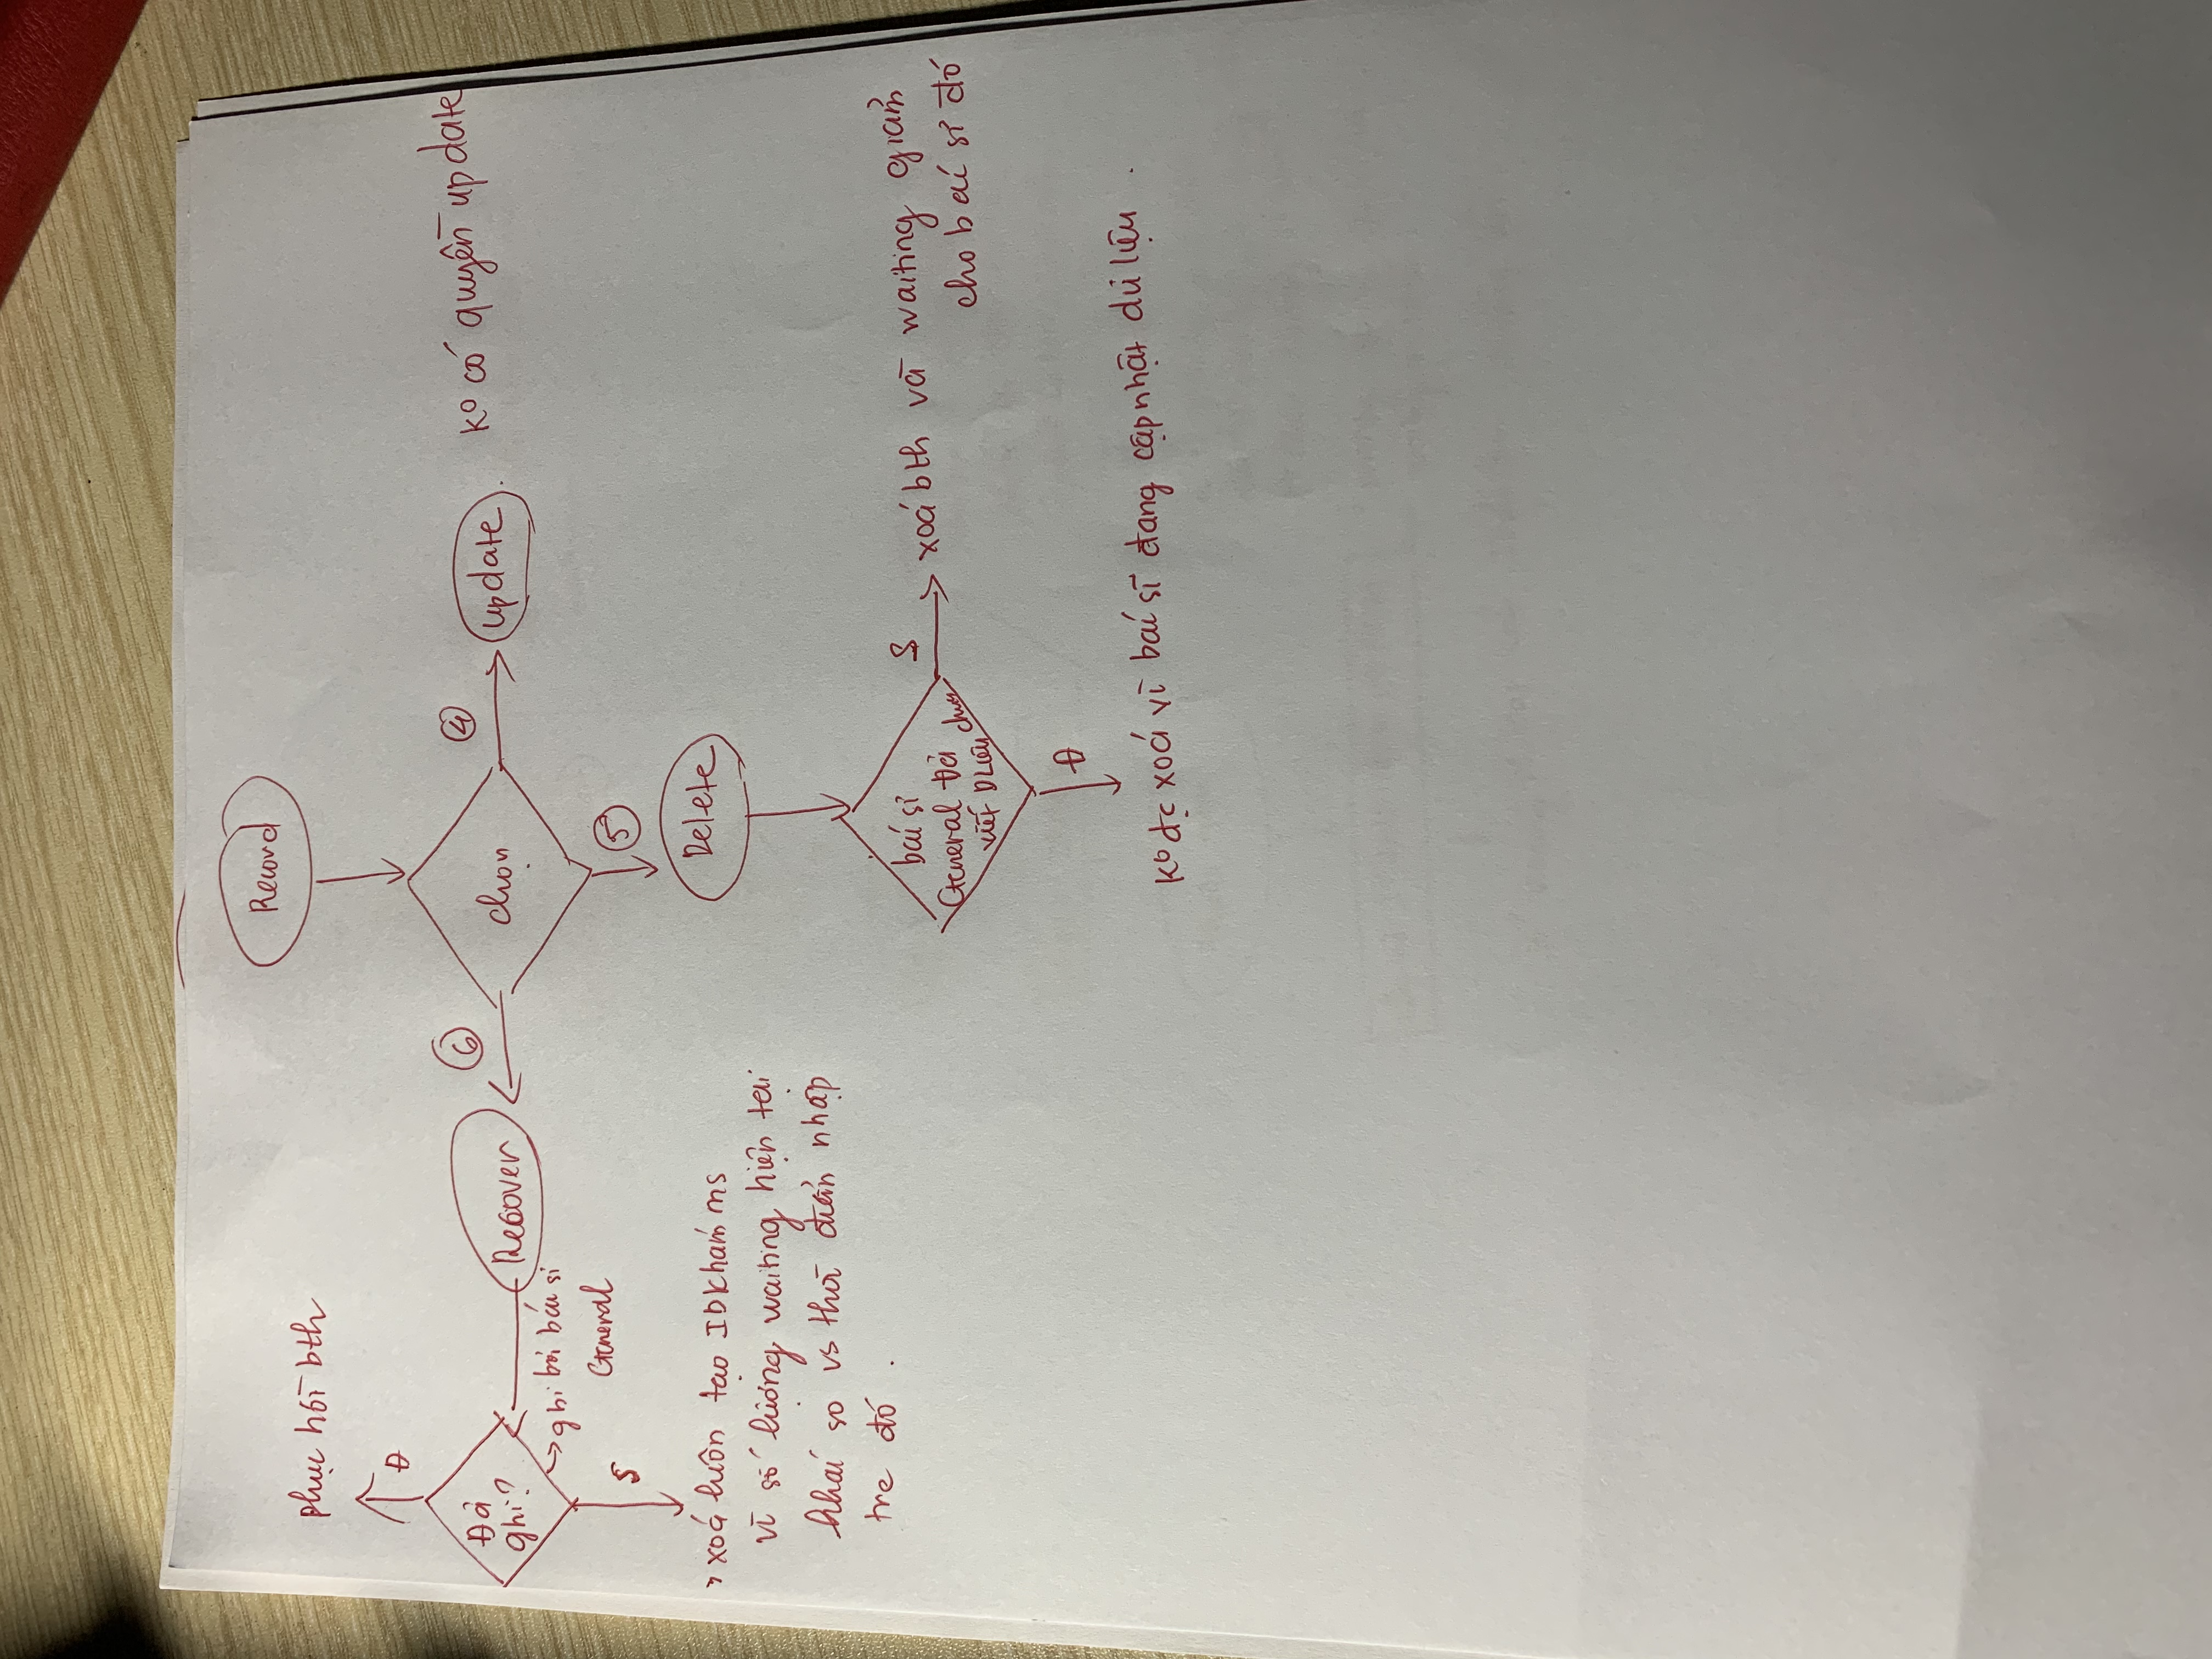 Record
phục hồi bth
Đ
Đã
ghi?
ghi bởi bác sĩ
General
S
Recover
6
chọn
4
update.
ko có quyền update
5
Delete
xoá luôn tạo IDKhám ms
vì số lượng waiting hiện tại
khác so vs thời điểm nhập
tre đó.
bác sĩ
General Đã
viết DLiệu chưa
S
xoá bth và waiting giảm
cho bác sĩ đó
Đ
ko đc xoá vì bác sĩ đang cập nhật dữ liệu.